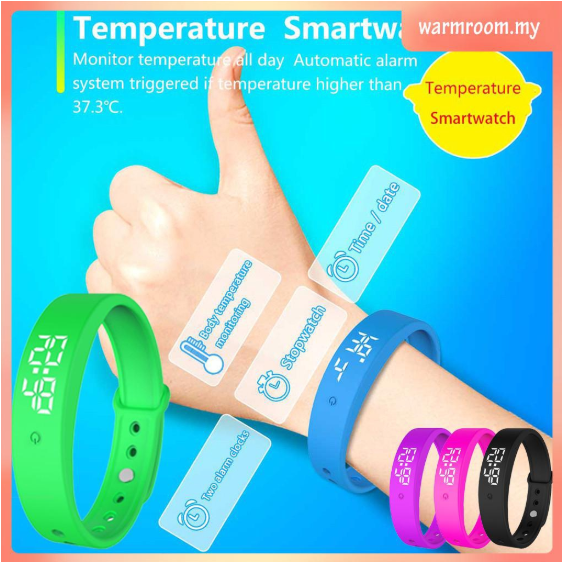 Temperature Smartwa
warmroom.my
Monitor temperature all day Automatic alarm
system triggered if temperature higher than
37.3℃.
Temperature
Smartwatch
Time / date
Body temperature
monitoring
Stopwatch
Two alarm clocks